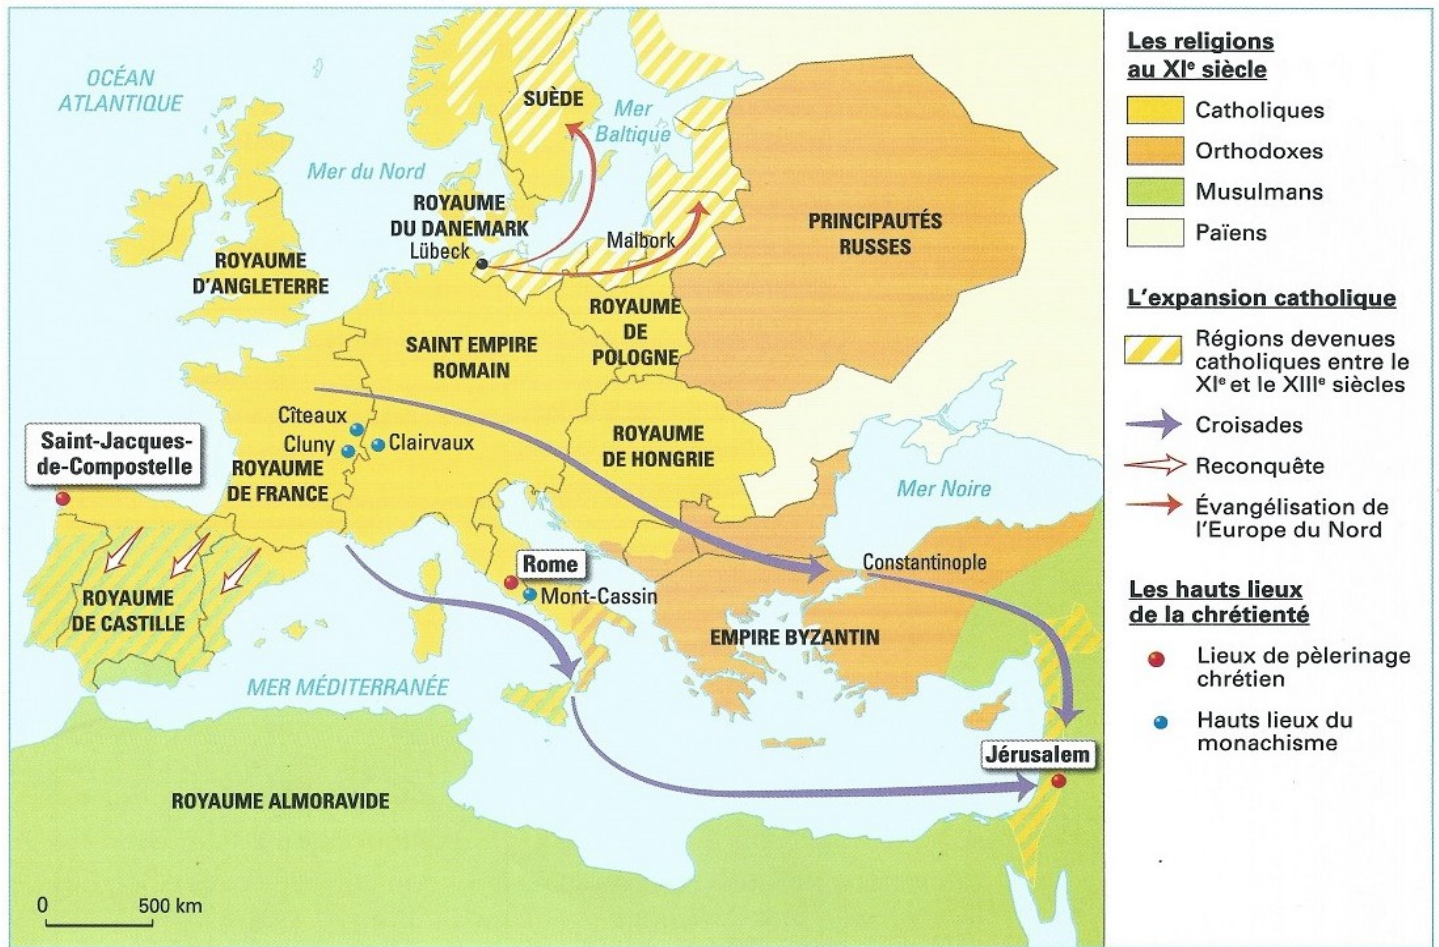 OCÉAN
ATLANTIQUE
SUÈDE
Mer
Baltique
Mer du Nord
ROYAUME
DU DANEMARK
Lübeck
Malbork
PRINCIPAUTÉS
RUSSES
ROYAUME
D'ANGLETERRE
ROYAUME
DE
POLOGNE
SAINT EMPIRE
ROMAIN
Cîteaux
Cluny
Clairvaux
Saint-Jacques-
de-Compostelle
ROYAUME
DE FRANCE
ROYAUME
DE HONGRIE
Mer Noire
Constantinople
Rome
Mont-Cassin
ROYAUME
DE CASTILLE
EMPIRE BYZANTIN
MER MÉDITERRANÉE
Jérusalem
ROYAUME ALMORAVIDE
0 500 km
Les religions
au XIe siècle
Catholiques
Orthodoxes
Musulmans
Païens
L'expansion catholique
Régions devenues
catholiques entre le
XIe et le XIIIe siècles
Croisades
Reconquête
Évangélisation de
l'Europe du Nord
Les hauts lieux
de la chrétienté
Lieux de pèlerinage
chrétien
Hauts lieux du
monachisme